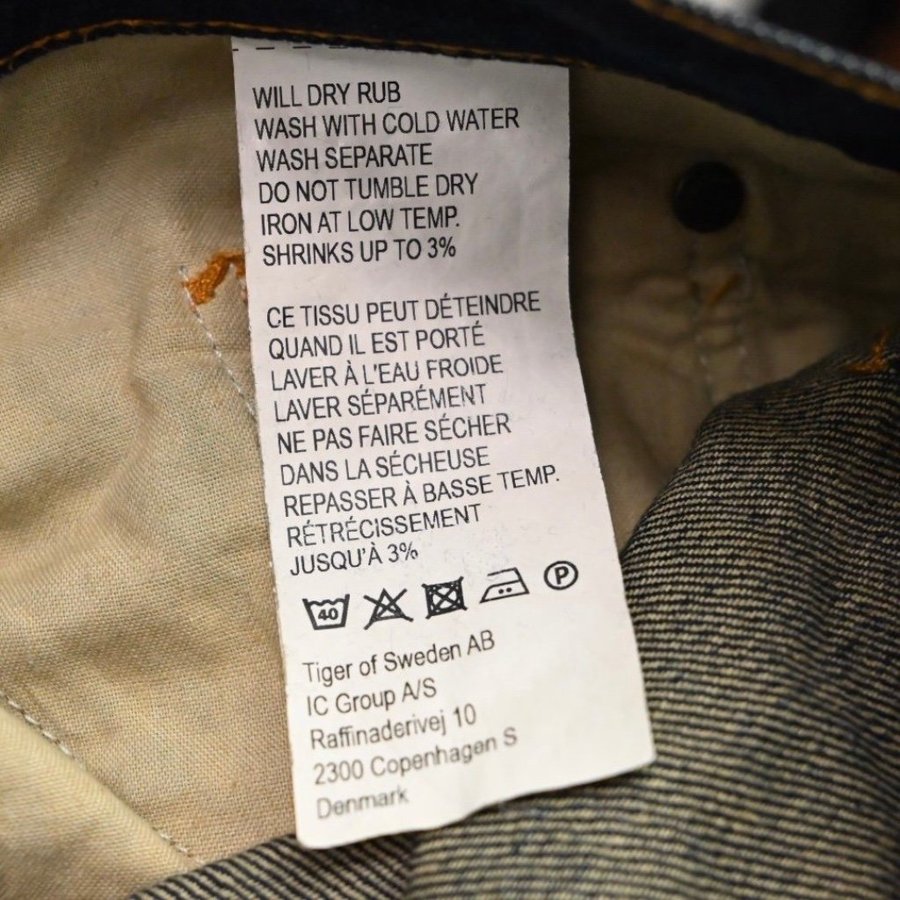 WILL DRY RUB
WASH WITH COLD WATER
WASH SEPARATE
DO NOT TUMBLE DRY
IRON AT LOW TEMP.
SHRINKS UP TO 3%
CE TISSU PEUT DÉTEINDRE
QUAND IL EST PORTÉ
LAVER À L'EAU FROIDE
LAVER SÉPARÉMENT
NE PAS FAIRE SÉCHER
DANS LA SÉCHEUSE
REPASSER À BASSE TEMP.
RÉTRÉCISSEMENT
JUSQU'À 3%
40 P
Tiger of Sweden AB
IC Group A/S
Raffinaderivej 10
2300 Copenhagen S
Denmark